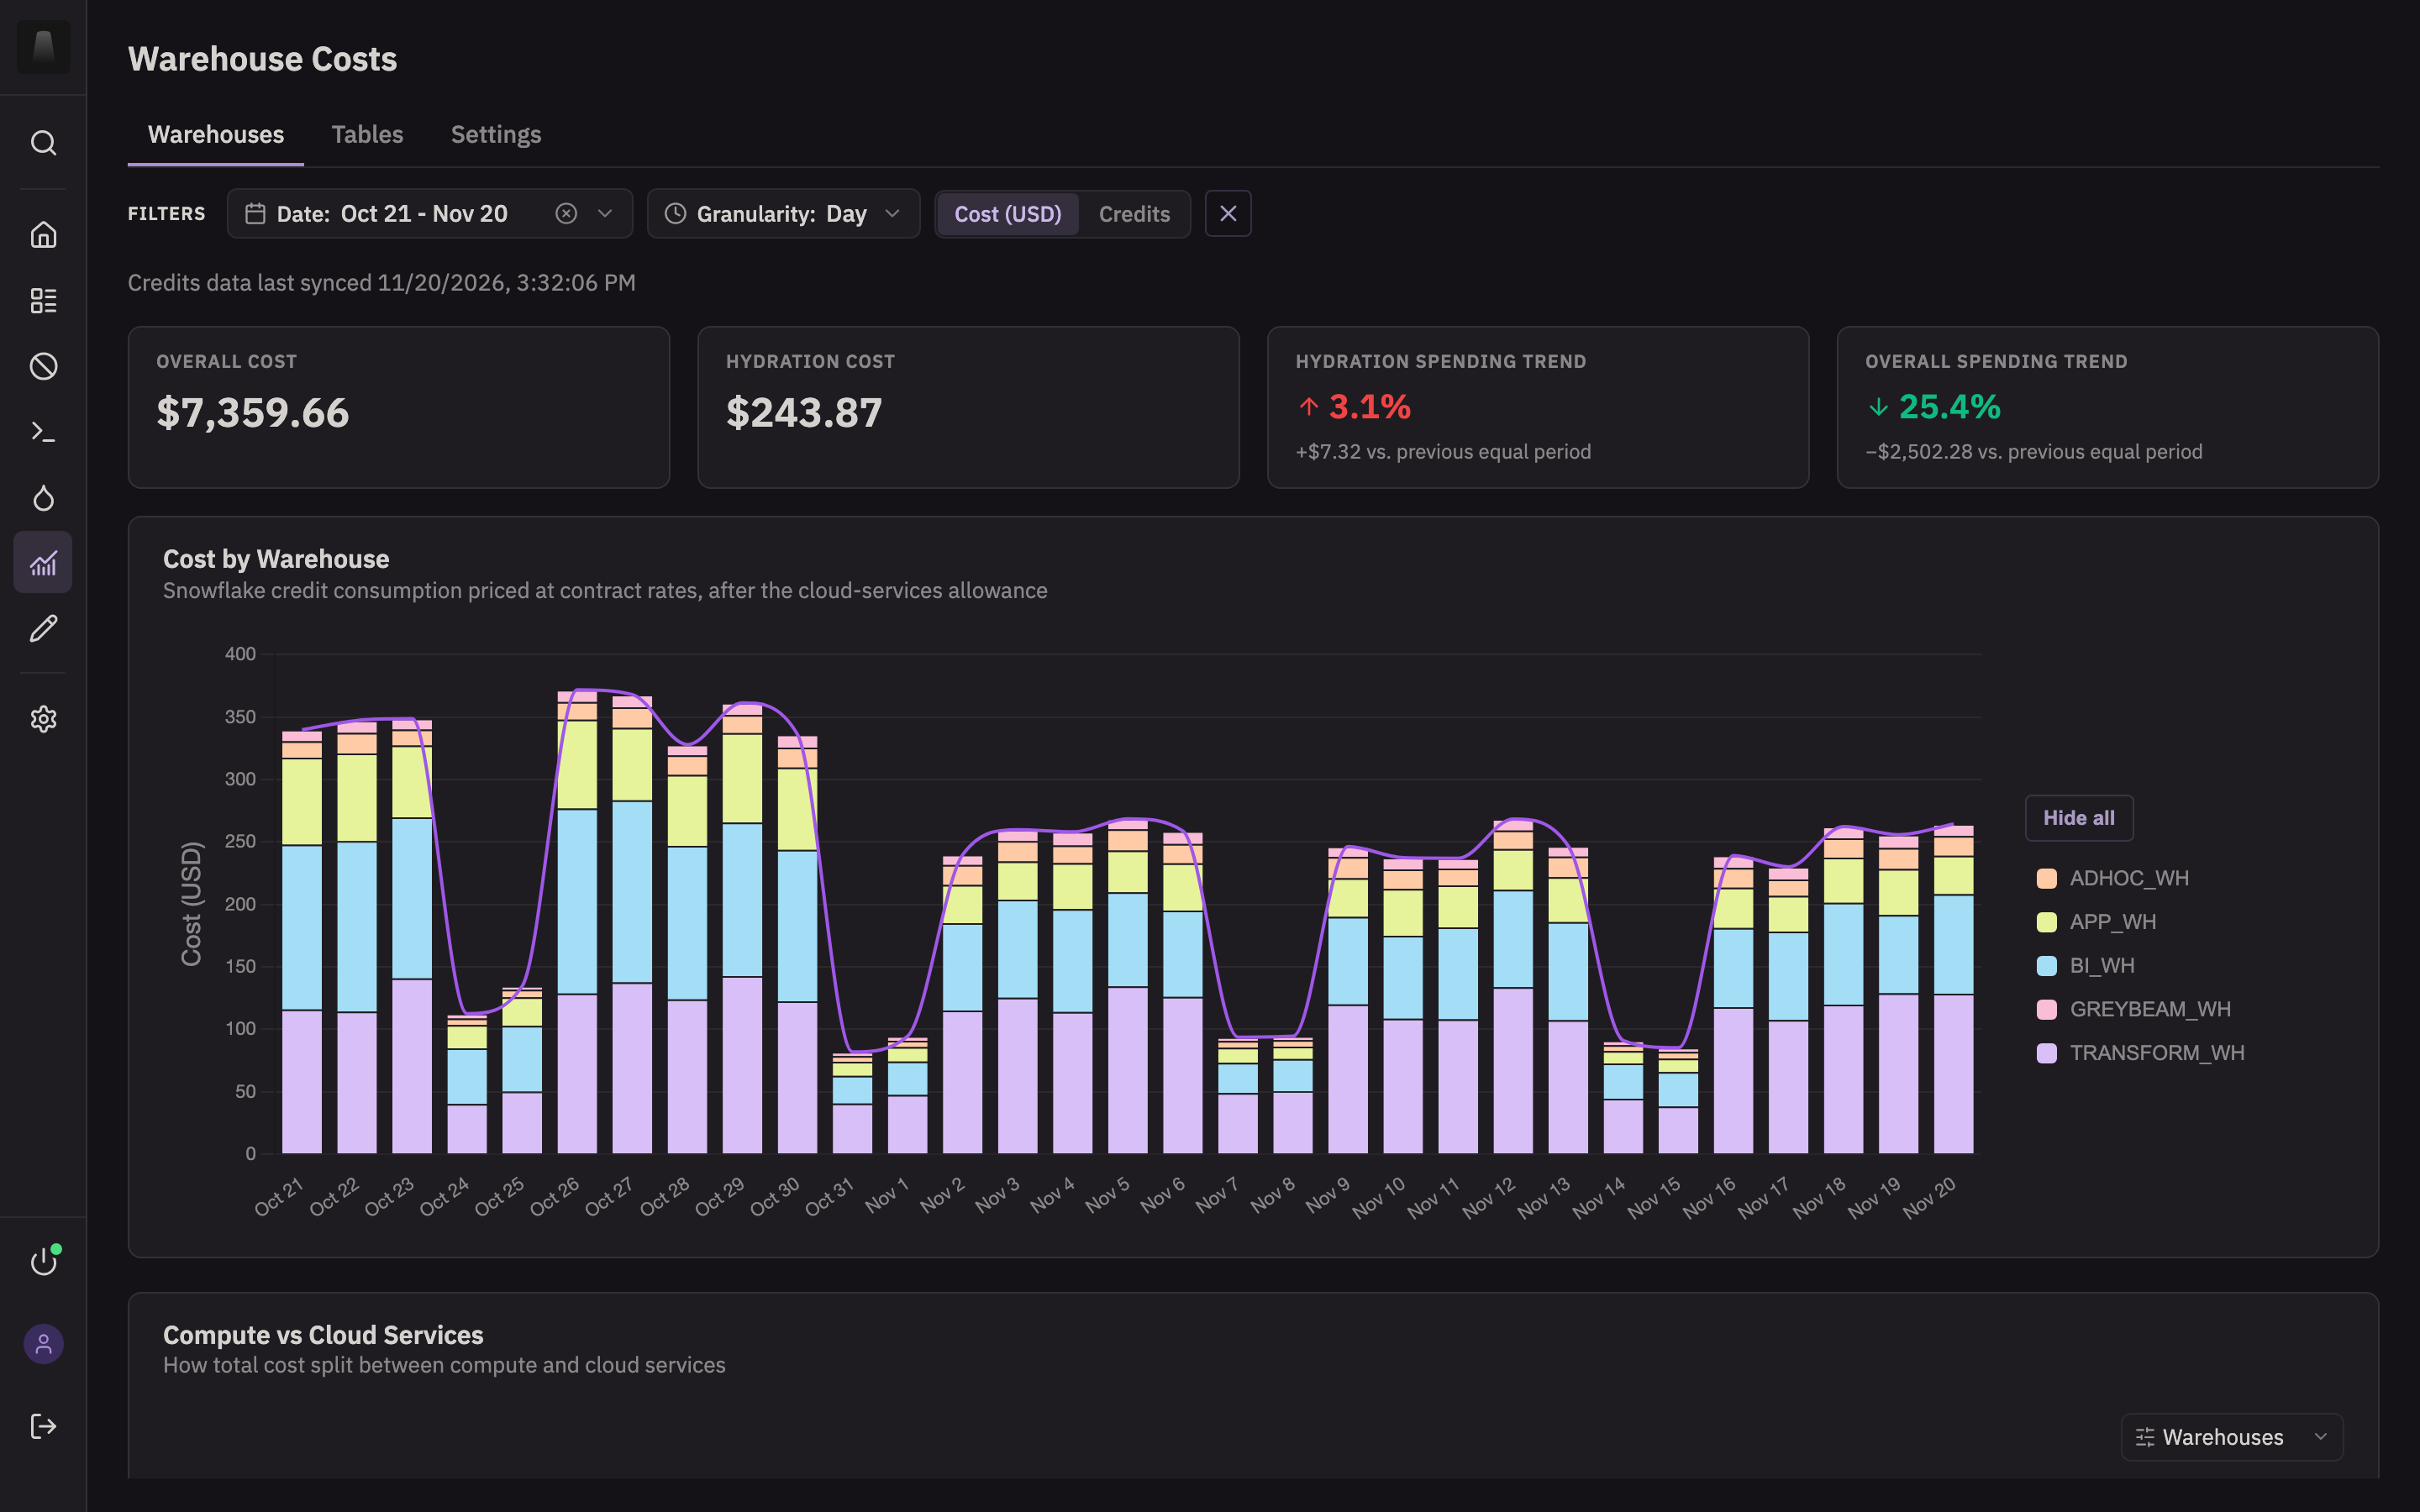 Warehouse Costs
Warehouses Tables Settings
FILTERS Date: Oct 21 - Nov 20 Granularity: Day Cost (USD) Credits
Credits data last synced 11/20/2026, 3:32:06 PM
OVERALL COST
$7,359.66
HYDRATION COST
$243.87
HYDRATION SPENDING TREND
↑ 3.1%
+$7.32 vs. previous equal period
OVERALL SPENDING TREND
↓ 25.4%
−$2,502.28 vs. previous equal period
Cost by Warehouse
Snowflake credit consumption priced at contract rates, after the cloud-services allowance
Cost (USD)
400
350
300
250
200
150
100
50
0
Oct 21 Oct 22 Oct 23 Oct 24 Oct 25 Oct 26 Oct 27 Oct 28 Oct 29 Oct 30 Oct 31 Nov 1 Nov 2 Nov 3 Nov 4 Nov 5 Nov 6 Nov 7 Nov 8 Nov 9 Nov 10 Nov 11 Nov 12 Nov 13 Nov 14 Nov 15 Nov 16 Nov 17 Nov 18 Nov 19 Nov 20
Hide all
ADHOC_WH
APP_WH
BI_WH
GREYBEAM_WH
TRANSFORM_WH
Compute vs Cloud Services
How total cost split between compute and cloud services
Warehouses